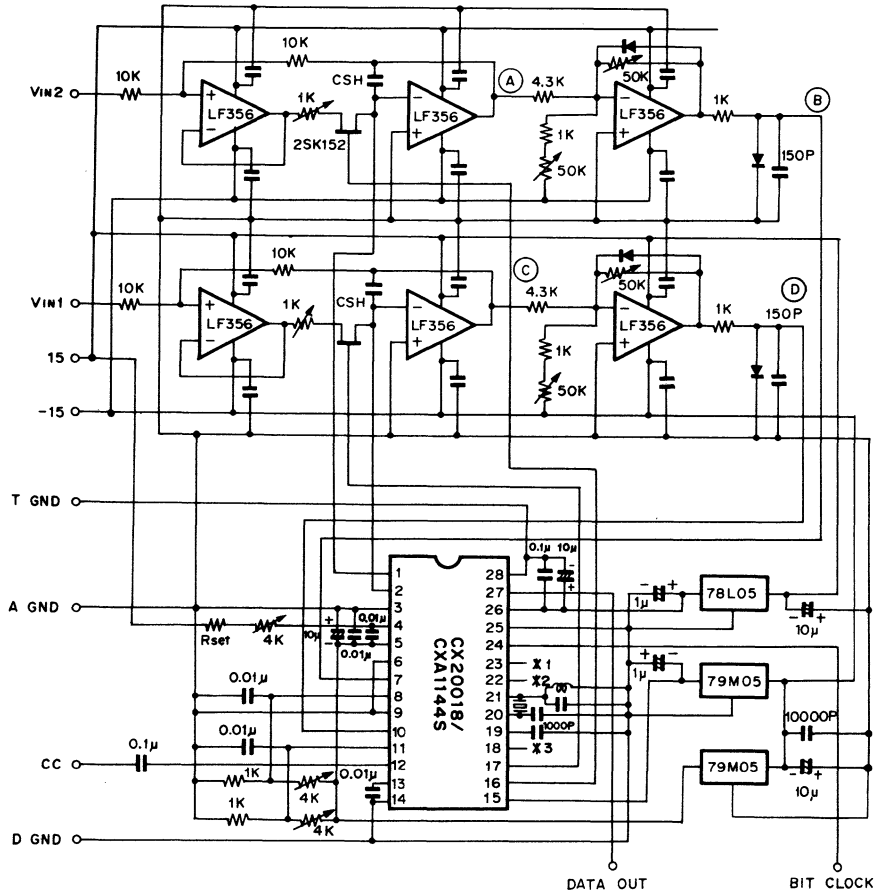 10K
CSH
A
4.3K
50K
1K
B
VIN2
10K
+
−
LF356
1K
2SK152
−
+
LF356
1K
50K
−
+
LF356
150P
10K
CSH
C
4.3K
50K
1K
D
150P
VIN1
10K
+
−
LF356
1K
−
+
LF356
1K
50K
−
+
LF356
15
-15
T GND
0.1μ 10μ
A GND
Rset
4K
10μ
0.01μ
0.01μ
1
2
3
4
5
6
7
8
9
10
11
12
13
14
CX20018/
CXA1144S
28
27
26
25
24
23
22
21
20
19
18
17
16
15
※1
※2
※3
∞
1000P
− +
1μ
78L05
− +
10μ
+ −
1μ
79M05
10000P
79M05
− +
10μ
0.01μ
0.01μ
0.1μ
CC
1K
4K
0.01μ
1K
4K
D GND
DATA OUT
BIT CLOCK